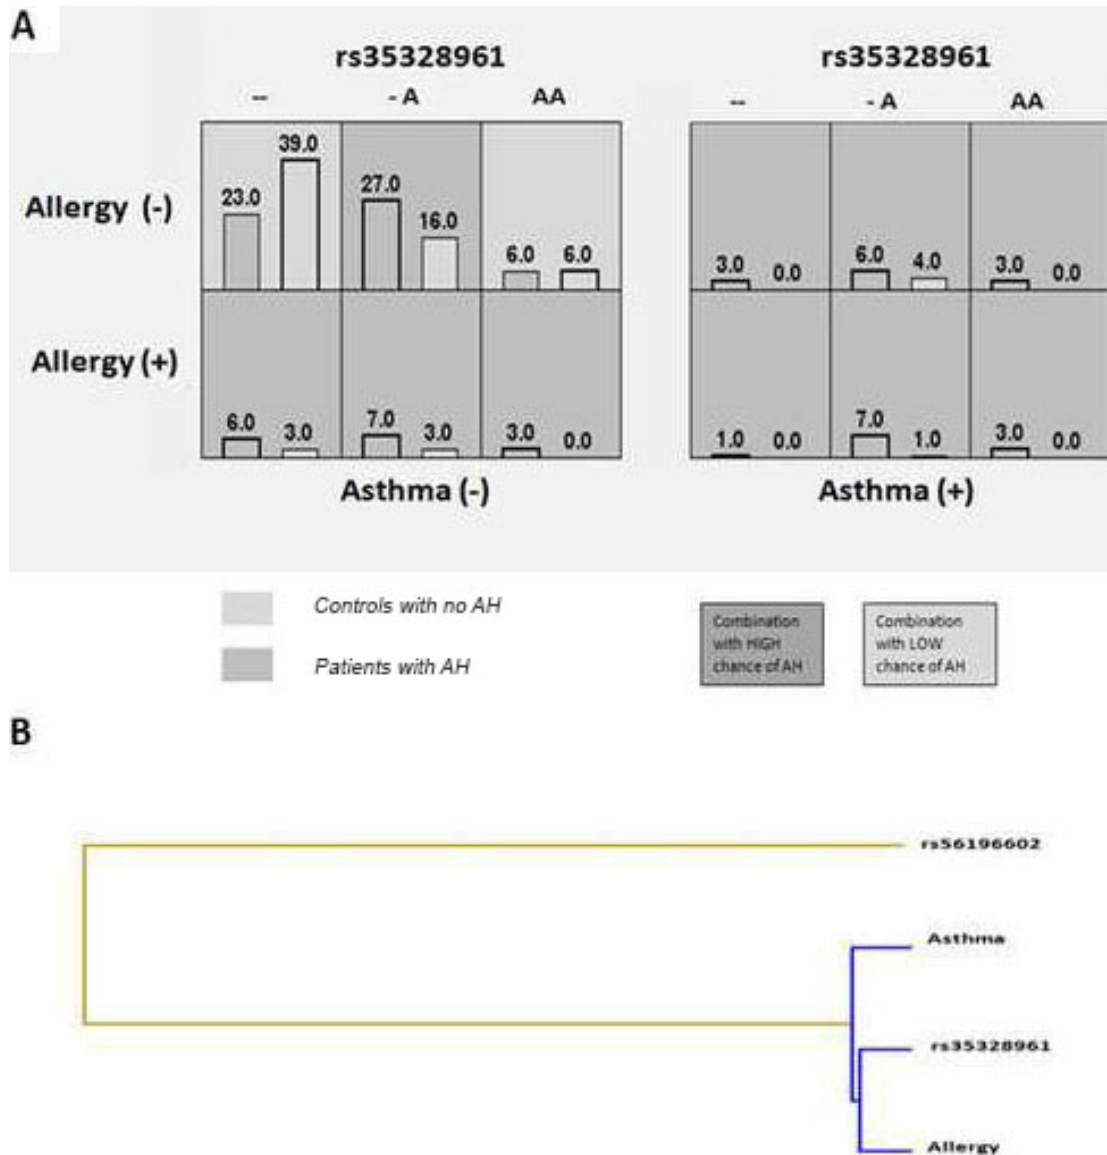 A
rs35328961 rs35328961
-- - A AA -- - A AA
39.0
23.0 27.0
16.0
6.0 6.0 3.0 0.0 6.0 4.0 3.0 0.0
Allergy (-)
Allergy (+)
6.0 3.0 7.0 3.0 3.0 0.0 1.0 0.0 7.0 1.0 3.0 0.0
Asthma (-) Asthma (+)
Controls with no AH
Patients with AH
Combination
with HIGH
chance of AH
Combination
with LOW
chance of AH
B
rs56196602
Asthma
rs35328961
Allergy